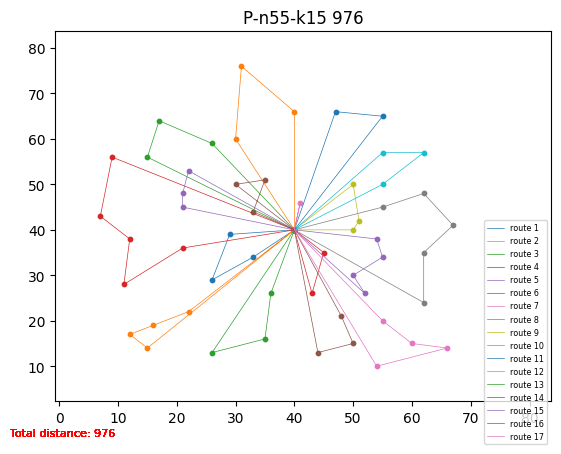 P-n55-k15 976
80
70
60
50
40
30
20
10
0
10
20
30
40
50
60
70
80
route 1
route 2
route 3
route 4
route 5
route 6
route 7
route 8
route 9
route 10
route 11
route 12
route 13
route 14
route 15
route 16
route 17
Total distance: 976